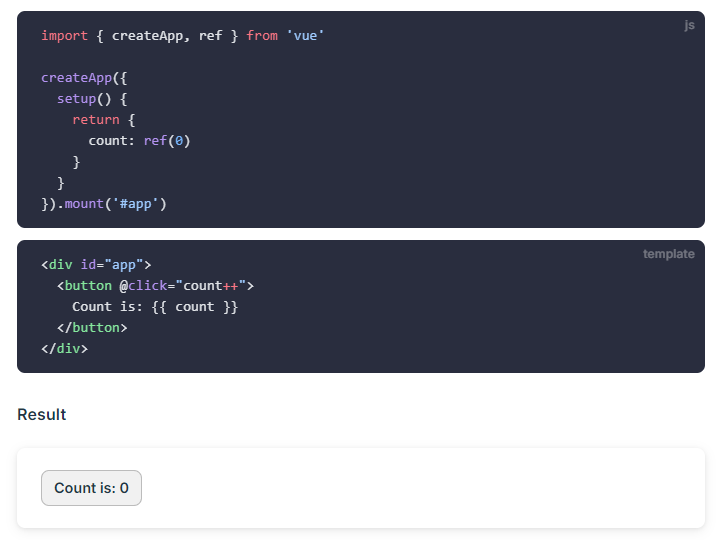 js
import { createApp, ref } from 'vue'
createApp({
  setup() {
    return {
      count: ref(0)
    }
  }
}).mount('#app')
template
<div id="app">
  <button @click="count++">
    Count is: {{ count }}
  </button>
</div>
Result
Count is: 0